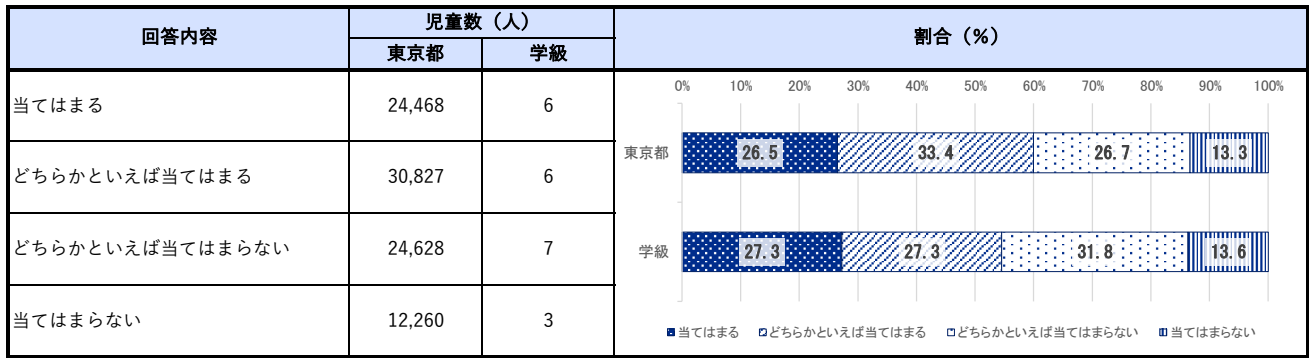 回答内容 児童数（人） 割合（％）
東京都 学級
当てはまる 24,468 6
どちらかといえば当てはまる 30,827 6
どちらかといえば当てはまらない 24,628 7
当てはまらない 12,260 3
0% 10% 20% 30% 40% 50% 60% 70% 80% 90% 100%
東京都 26.5 33.4 26.7 13.3
学級 27.3 27.3 31.8 13.6
当てはまる どちらかといえば当てはまる どちらかといえば当てはまらない 当てはまらない